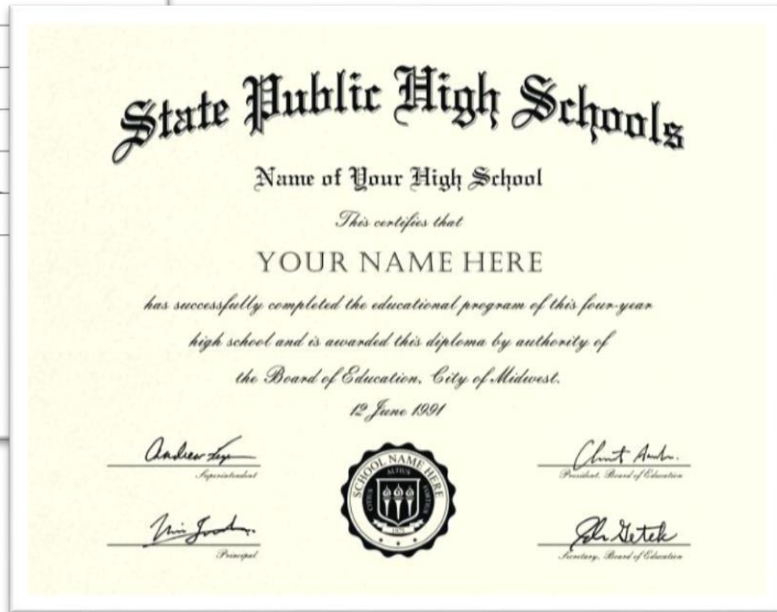 State Public High Schools
Name of Your High School
This certifies that
YOUR NAME HERE
has successfully completed the educational program of this four-year
high school and is awarded this diploma by authority of
the Board of Education, City of Midwest.
12 June 1991
Superintendent
President, Board of Education
SCHOOL NAME HERE
ALTIUS
CITIUS
FORTIUS
Principal
Secretary, Board of Education